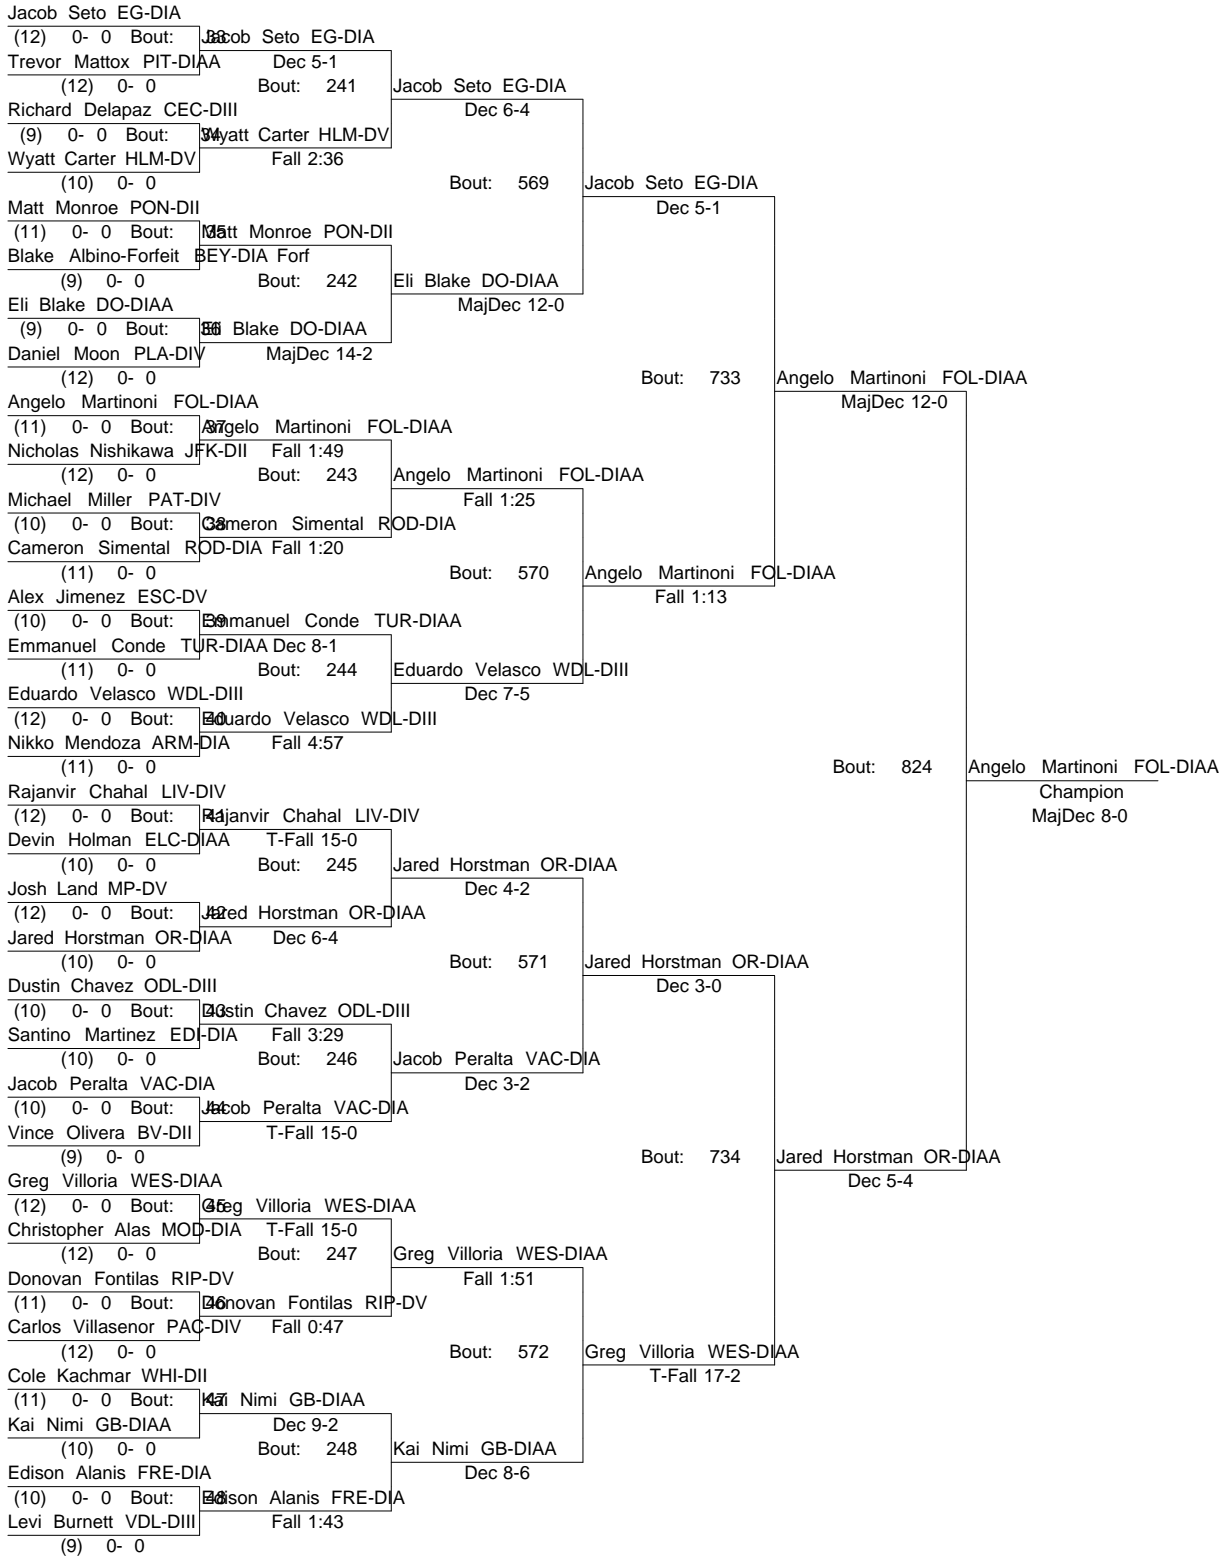 Jacob Seto EG-DIA
(12) 0- 0 Bout: 33 Jacob Seto EG-DIA
Trevor Mattox PIT-DIAA Dec 5-1
(12) 0- 0 Bout: 241 Jacob Seto EG-DIA
Richard Delapaz CEC-DIII Dec 6-4
(9) 0- 0 Bout: 34 Wyatt Carter HLM-DV
Wyatt Carter HLM-DV Fall 2:36
(10) 0- 0 Bout: 569 Jacob Seto EG-DIA
Matt Monroe PON-DII Dec 5-1
(11) 0- 0 Bout: 35 Matt Monroe PON-DII
Blake Albino-Forfeit BEY-DIA Forf
(9) 0- 0 Bout: 242 Eli Blake DO-DIAA
Eli Blake DO-DIAA MajDec 12-0
(9) 0- 0 Bout: 36 Eli Blake DO-DIAA
Daniel Moon PLA-DIV MajDec 14-2
(12) 0- 0 Bout: 733 Angelo Martinoni FOL-DIAA
Angelo Martinoni FOL-DIAA MajDec 12-0
(11) 0- 0 Bout: 37 Angelo Martinoni FOL-DIAA
Nicholas Nishikawa JFK-DII Fall 1:49
(12) 0- 0 Bout: 243 Angelo Martinoni FOL-DIAA
Michael Miller PAT-DIV Fall 1:25
(10) 0- 0 Bout: 38 Cameron Simental ROD-DIA
Cameron Simental ROD-DIA Fall 1:20
(11) 0- 0 Bout: 570 Angelo Martinoni FOL-DIAA
Alex Jimenez ESC-DV Fall 1:13
(10) 0- 0 Bout: 39 Emmanuel Conde TUR-DIAA
Emmanuel Conde TUR-DIAA Dec 8-1
(11) 0- 0 Bout: 244 Eduardo Velasco WDL-DIII
Eduardo Velasco WDL-DIII Dec 7-5
(12) 0- 0 Bout: 40 Eduardo Velasco WDL-DIII
Nikko Mendoza ARM-DIA Fall 4:57
(11) 0- 0 Bout: 824 Angelo Martinoni FOL-DIAA
Rajanvir Chahal LIV-DIV Champion
(12) 0- 0 Bout: 41 Rajanvir Chahal LIV-DIV MajDec 8-0
Devin Holman ELC-DIAA T-Fall 15-0
(10) 0- 0 Bout: 245 Jared Horstman OR-DIAA
Josh Land MP-DV Dec 4-2
(12) 0- 0 Bout: 42 Jared Horstman OR-DIAA
Jared Horstman OR-DIAA Dec 6-4
(10) 0- 0 Bout: 571 Jared Horstman OR-DIAA
Dustin Chavez ODL-DIII Dec 3-0
(10) 0- 0 Bout: 43 Dustin Chavez ODL-DIII
Santino Martinez EDI-DIA Fall 3:29
(10) 0- 0 Bout: 246 Jacob Peralta VAC-DIA
Jacob Peralta VAC-DIA Dec 3-2
(10) 0- 0 Bout: 44 Jacob Peralta VAC-DIA
Vince Olivera BV-DII T-Fall 15-0
(9) 0- 0 Bout: 734 Jared Horstman OR-DIAA
Greg Villoria WES-DIAA Dec 5-4
(12) 0- 0 Bout: 45 Greg Villoria WES-DIAA
Christopher Alas MOD-DIA T-Fall 15-0
(12) 0- 0 Bout: 247 Greg Villoria WES-DIAA
Donovan Fontilas RIP-DV Fall 1:51
(11) 0- 0 Bout: 46 Donovan Fontilas RIP-DV
Carlos Villasenor PAC-DIV Fall 0:47
(12) 0- 0 Bout: 572 Greg Villoria WES-DIAA
Cole Kachmar WHI-DII T-Fall 17-2
(11) 0- 0 Bout: 47 Kai Nimi GB-DIAA
Kai Nimi GB-DIAA Dec 9-2
(10) 0- 0 Bout: 248 Kai Nimi GB-DIAA
Edison Alanis FRE-DIA Dec 8-6
(10) 0- 0 Bout: 48 Edison Alanis FRE-DIA
Levi Burnett VDL-DIII Fall 1:43
(9) 0- 0